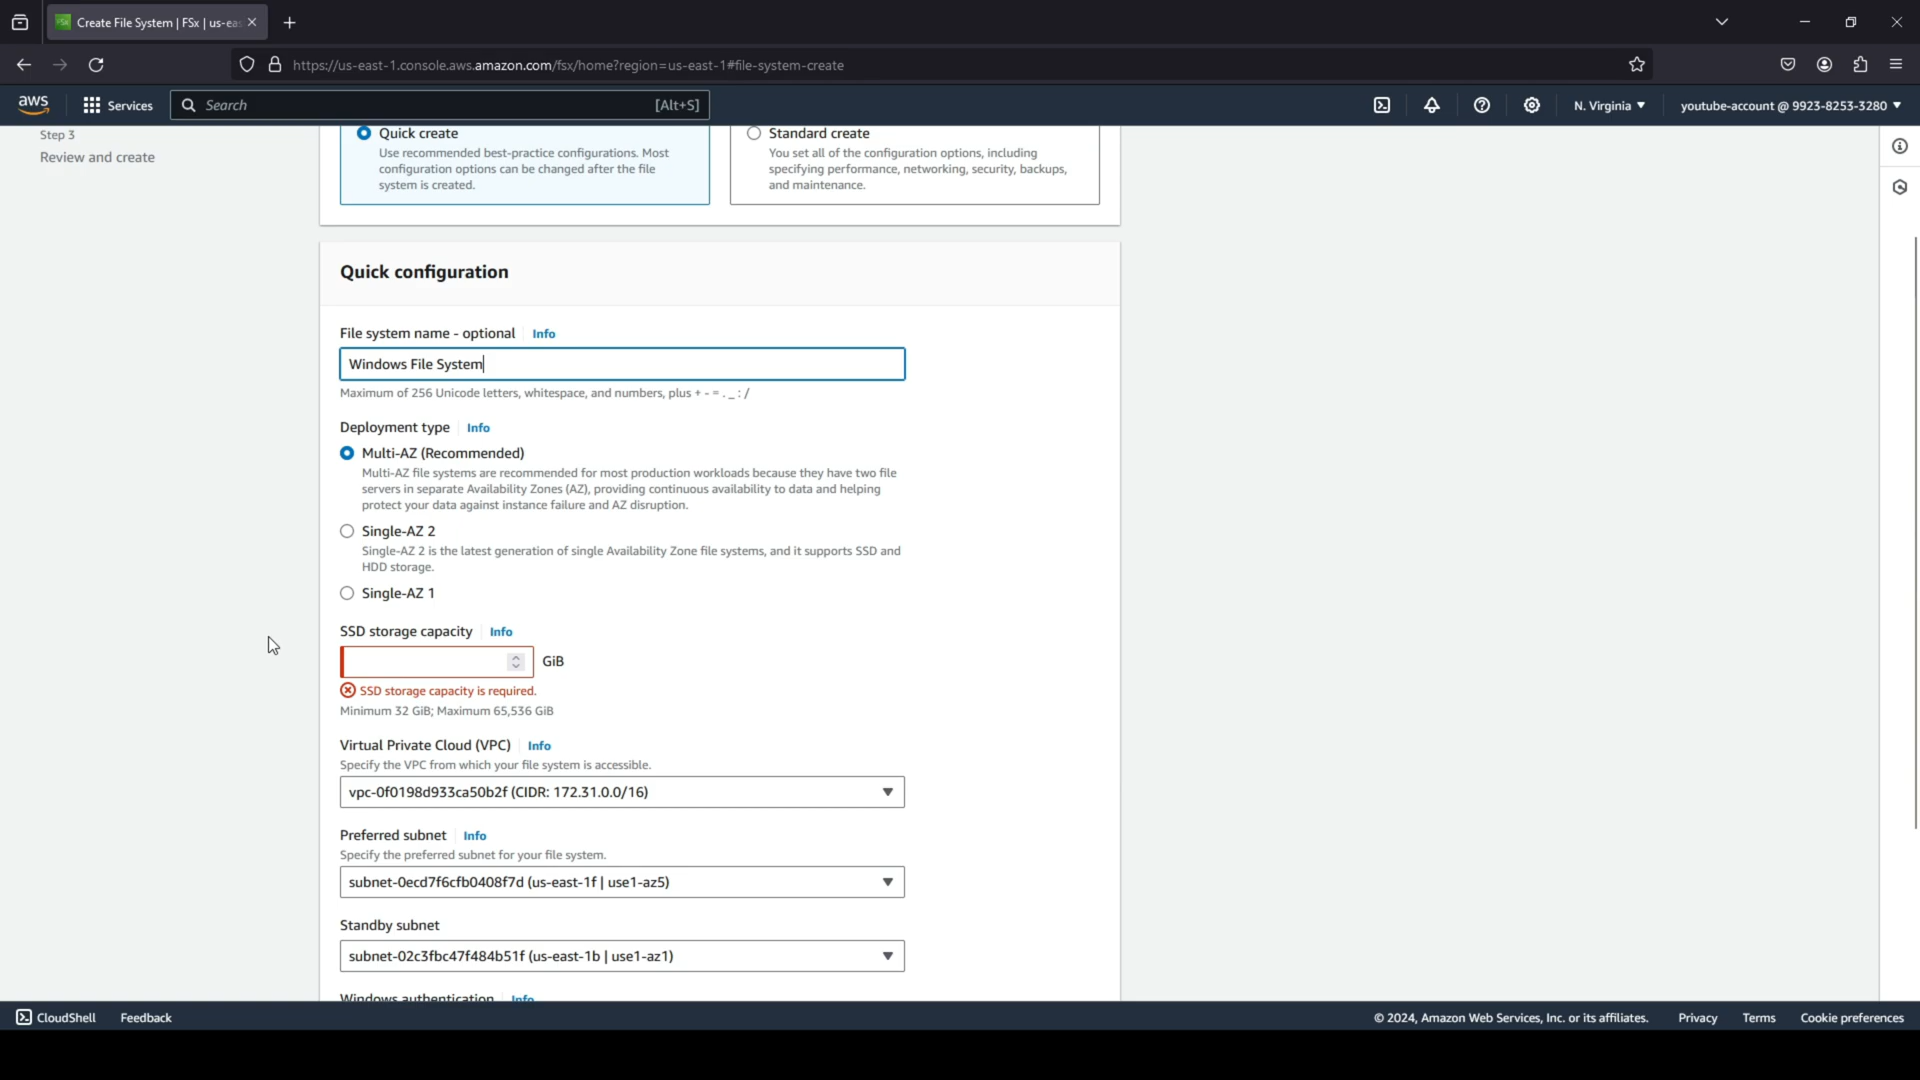 Create File System | FSx | us-eas
https://us-east-1.console.aws.amazon.com/fsx/home?region=us-east-1#file-system-create
aws
Services
Search
[Alt+S]
N. Virginia
youtube-account @ 9923-8253-3280
Step 3
Review and create
Quick create
Use recommended best-practice configurations. Most
configuration options can be changed after the file
system is created.
Standard create
You set all of the configuration options, including
specifying performance, networking, security, backups,
and maintenance.
Quick configuration
File system name - optional Info
Windows File System
Maximum of 256 Unicode letters, whitespace, and numbers, plus + - = . _ : /
Deployment type Info
Multi-AZ (Recommended)
Multi-AZ file systems are recommended for most production workloads because they have two file
servers in separate Availability Zones (AZ), providing continuous availability to data and helping
protect your data against instance failure and AZ disruption.
Single-AZ 2
Single-AZ 2 is the latest generation of single Availability Zone file systems, and it supports SSD and
HDD storage.
Single-AZ 1
SSD storage capacity Info
GiB
SSD storage capacity is required.
Minimum 32 GiB; Maximum 65,536 GiB
Virtual Private Cloud (VPC) Info
Specify the VPC from which your file system is accessible.
vpc-0f0198d933ca50b2f (CIDR: 172.31.0.0/16)
Preferred subnet Info
Specify the preferred subnet for your file system.
subnet-0ecd7f6cfb0408f7d (us-east-1f | use1-az5)
Standby subnet
subnet-02c3fbc47f484b51f (us-east-1b | use1-az1)
Windows authentication Info
CloudShell
Feedback
© 2024, Amazon Web Services, Inc. or its affiliates.
Privacy
Terms
Cookie preferences